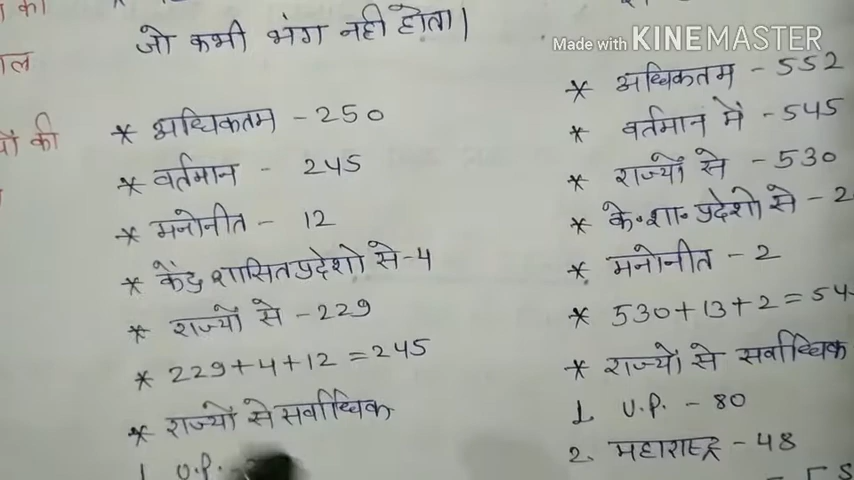 की
जो कभी भंग नही होता।
ल
की
* अधिकतम - 250
* वर्तमान - 245
* मनोनीत - 12
* केंद्र शासित प्रदेशो से - 4
* राज्यों से - 229
* 229+4+12 = 245
* राज्यों से सर्वाधिक
1 U.P.
Made with KINEMASTER
* अधिकतम - 552
* वर्तमान में - 545
* राज्यों से - 530
* के॰शा॰ प्रदेशो से - 2
* मनोनीत - 2
* 530+13+2 = 54
* राज्यों से सर्वाधिक
1. U.P. - 80
2. महाराष्ट्र - 48